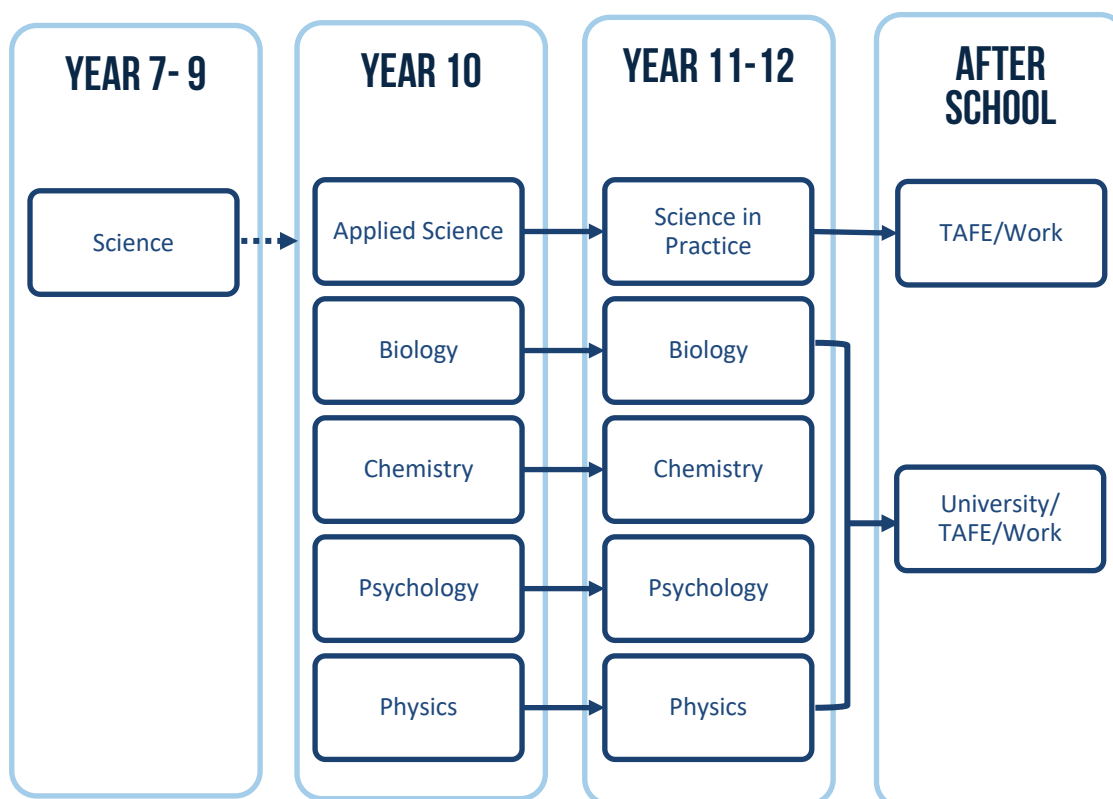 YEAR 7- 9
Science
YEAR 10
Applied Science
Biology
Chemistry
Psychology
Physics
YEAR 11-12
Science in
Practice
Biology
Chemistry
Psychology
Physics
AFTER
SCHOOL
TAFE/Work
University/
TAFE/Work